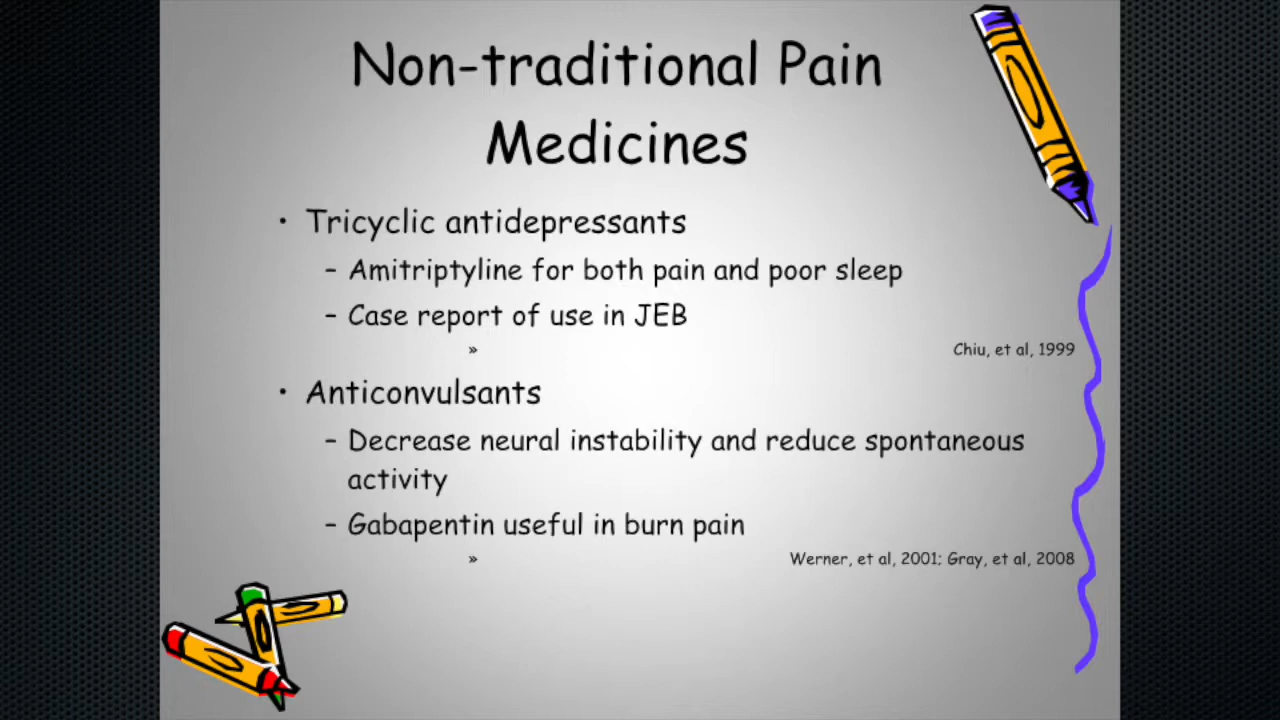 Non-traditional Pain
Medicines
• Tricyclic antidepressants
– Amitriptyline for both pain and poor sleep
– Case report of use in JEB
» Chiu, et al, 1999
• Anticonvulsants
– Decrease neural instability and reduce spontaneous
activity
– Gabapentin useful in burn pain
» Werner, et al, 2001; Gray, et al, 2008